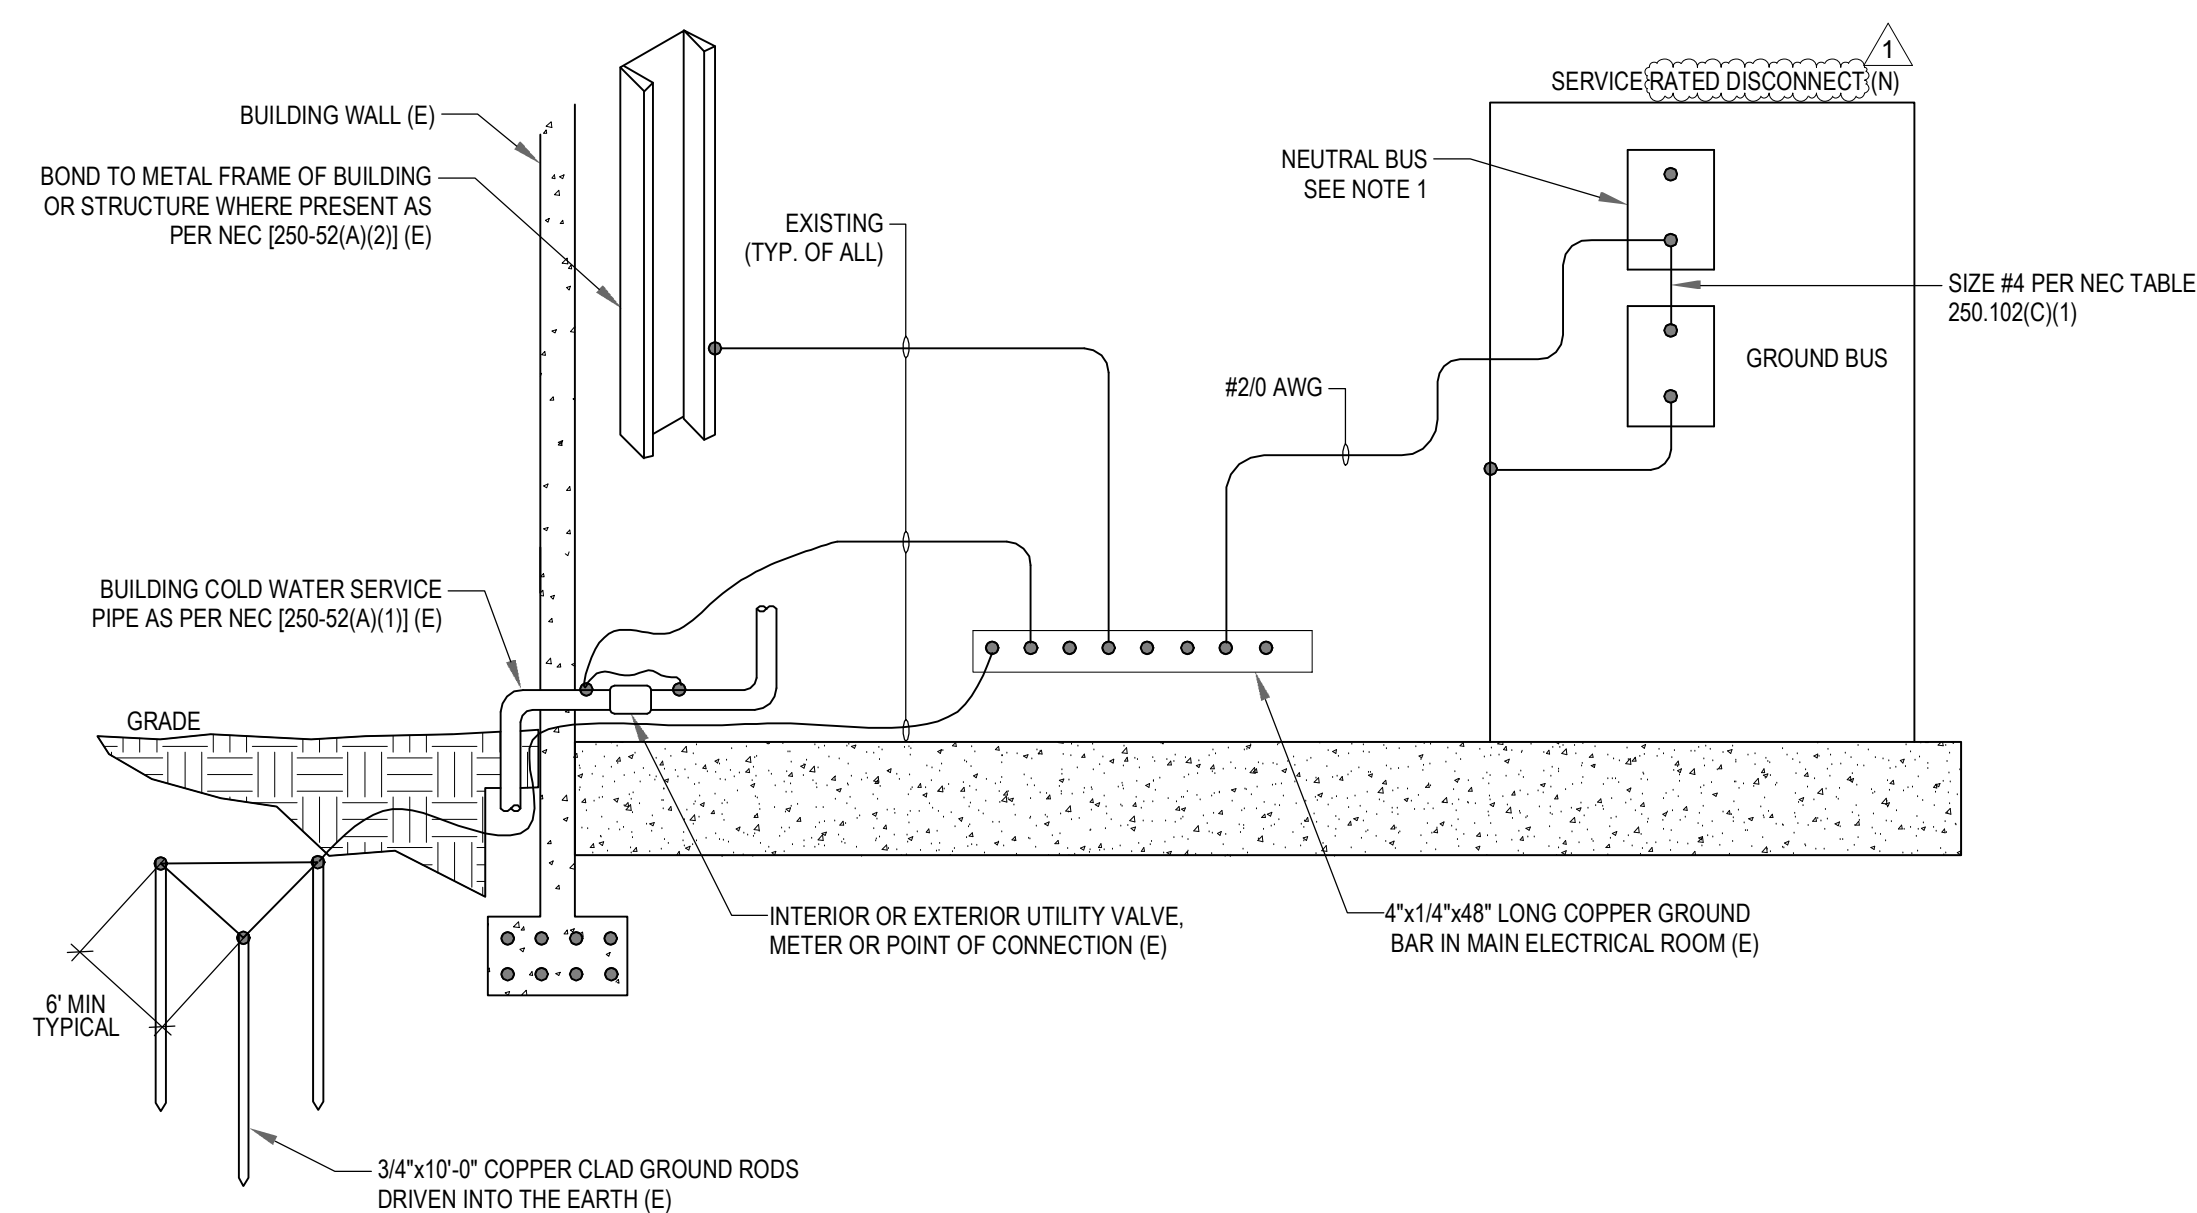 1
SERVICE RATED DISCONNECT (N)
BUILDING WALL (E)
BOND TO METAL FRAME OF BUILDING
OR STRUCTURE WHERE PRESENT AS
PER NEC [250-52(A)(2)] (E)
EXISTING
(TYP. OF ALL)
NEUTRAL BUS
SEE NOTE 1
SIZE #4 PER NEC TABLE
250.102(C)(1)
GROUND BUS
#2/0 AWG
BUILDING COLD WATER SERVICE
PIPE AS PER NEC [250-52(A)(1)] (E)
GRADE
INTERIOR OR EXTERIOR UTILITY VALVE,
METER OR POINT OF CONNECTION (E)
4"x1/4"x48" LONG COPPER GROUND
BAR IN MAIN ELECTRICAL ROOM (E)
6' MIN
TYPICAL
3/4"x10'-0" COPPER CLAD GROUND RODS
DRIVEN INTO THE EARTH (E)